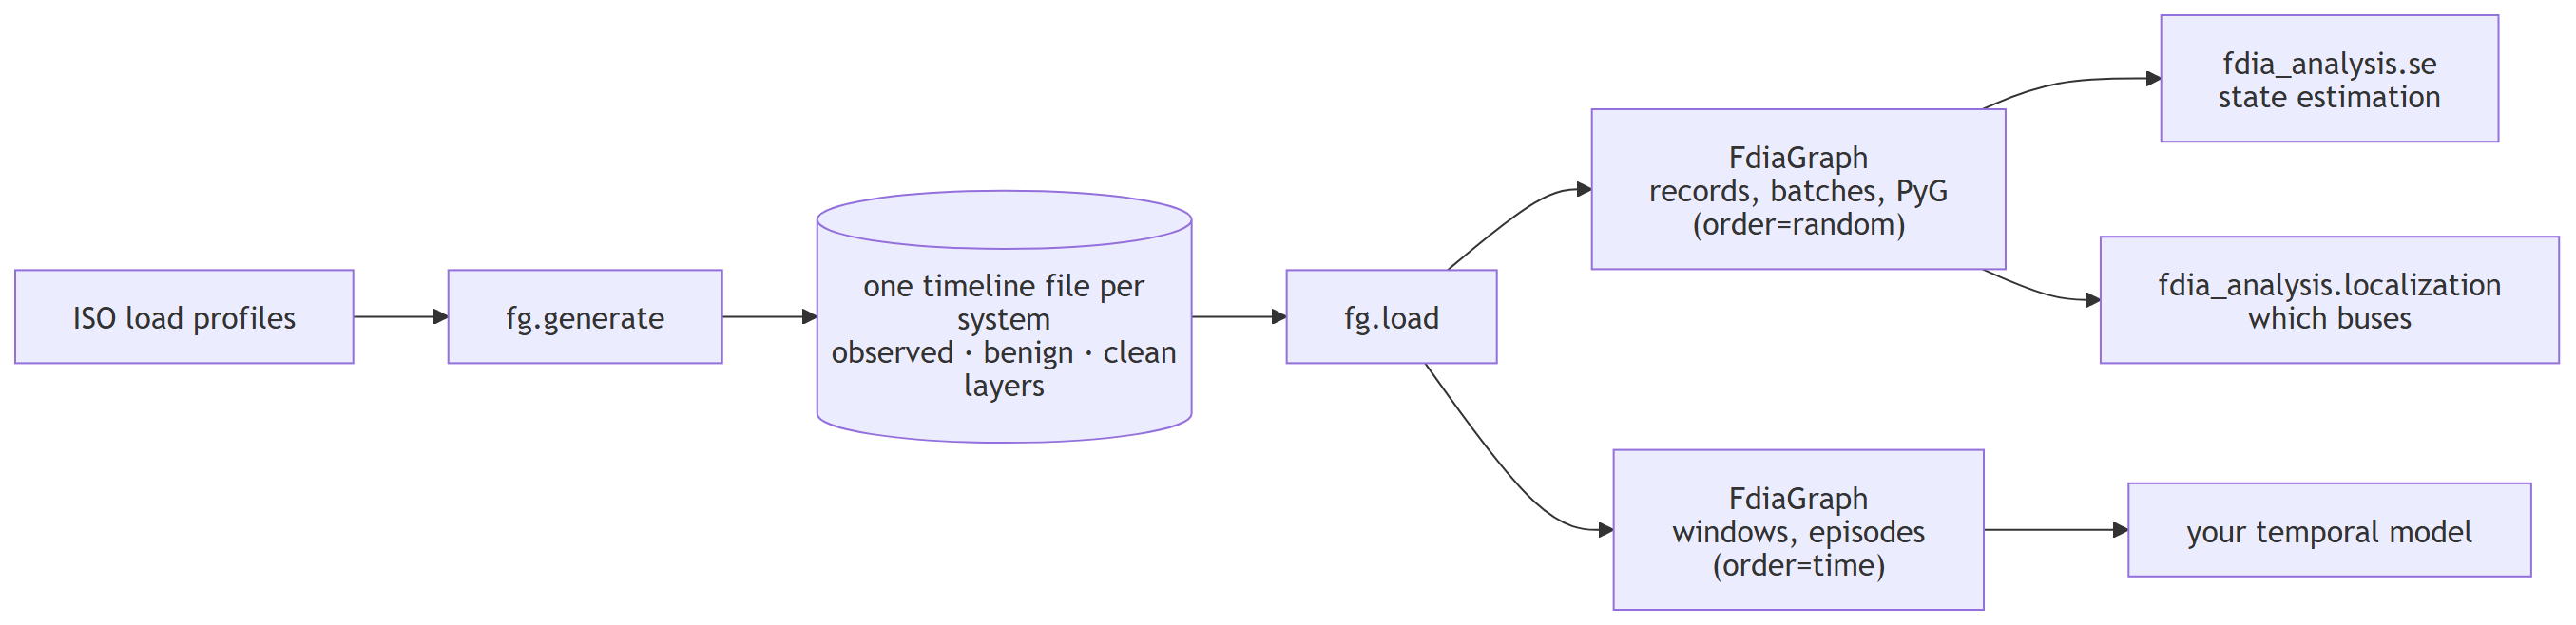 ISO load profiles
fg.generate
one timeline file per
system
observed · benign · clean
layers
fg.load
FdiaGraph
records, batches, PyG
(order=random)
fdia_analysis.se
state estimation
fdia_analysis.localization
which buses
FdiaGraph
windows, episodes
(order=time)
your temporal model